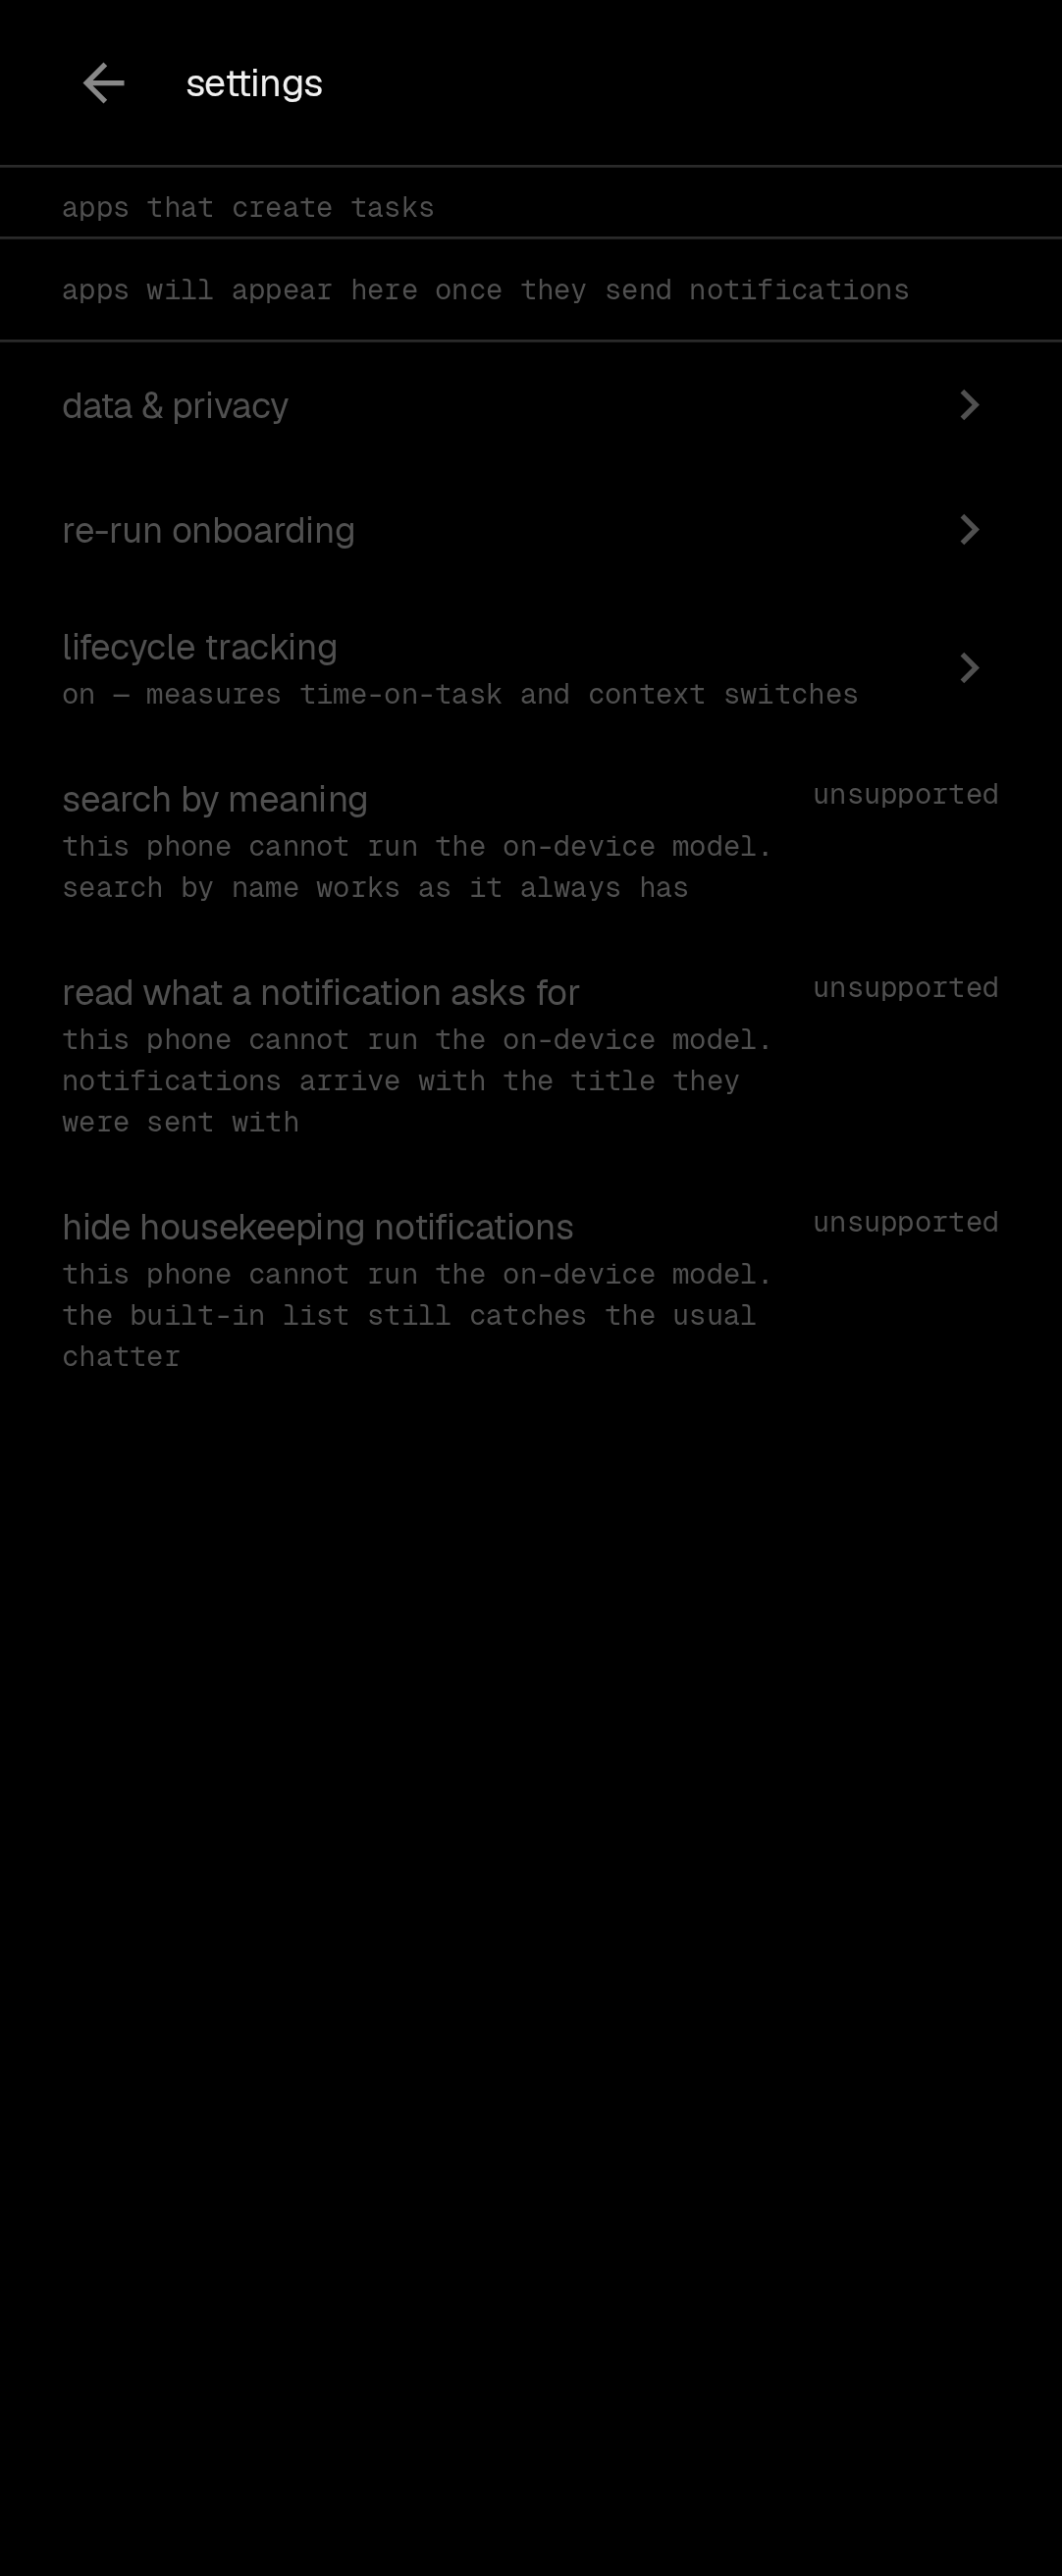 settings
apps that create tasks
apps will appear here once they send notifications
data & privacy
re-run onboarding
lifecycle tracking
on — measures time-on-task and context switches
search by meaning
unsupported
this phone cannot run the on-device model.
search by name works as it always has
read what a notification asks for
unsupported
this phone cannot run the on-device model.
notifications arrive with the title they
were sent with
hide housekeeping notifications
unsupported
this phone cannot run the on-device model.
the built-in list still catches the usual
chatter